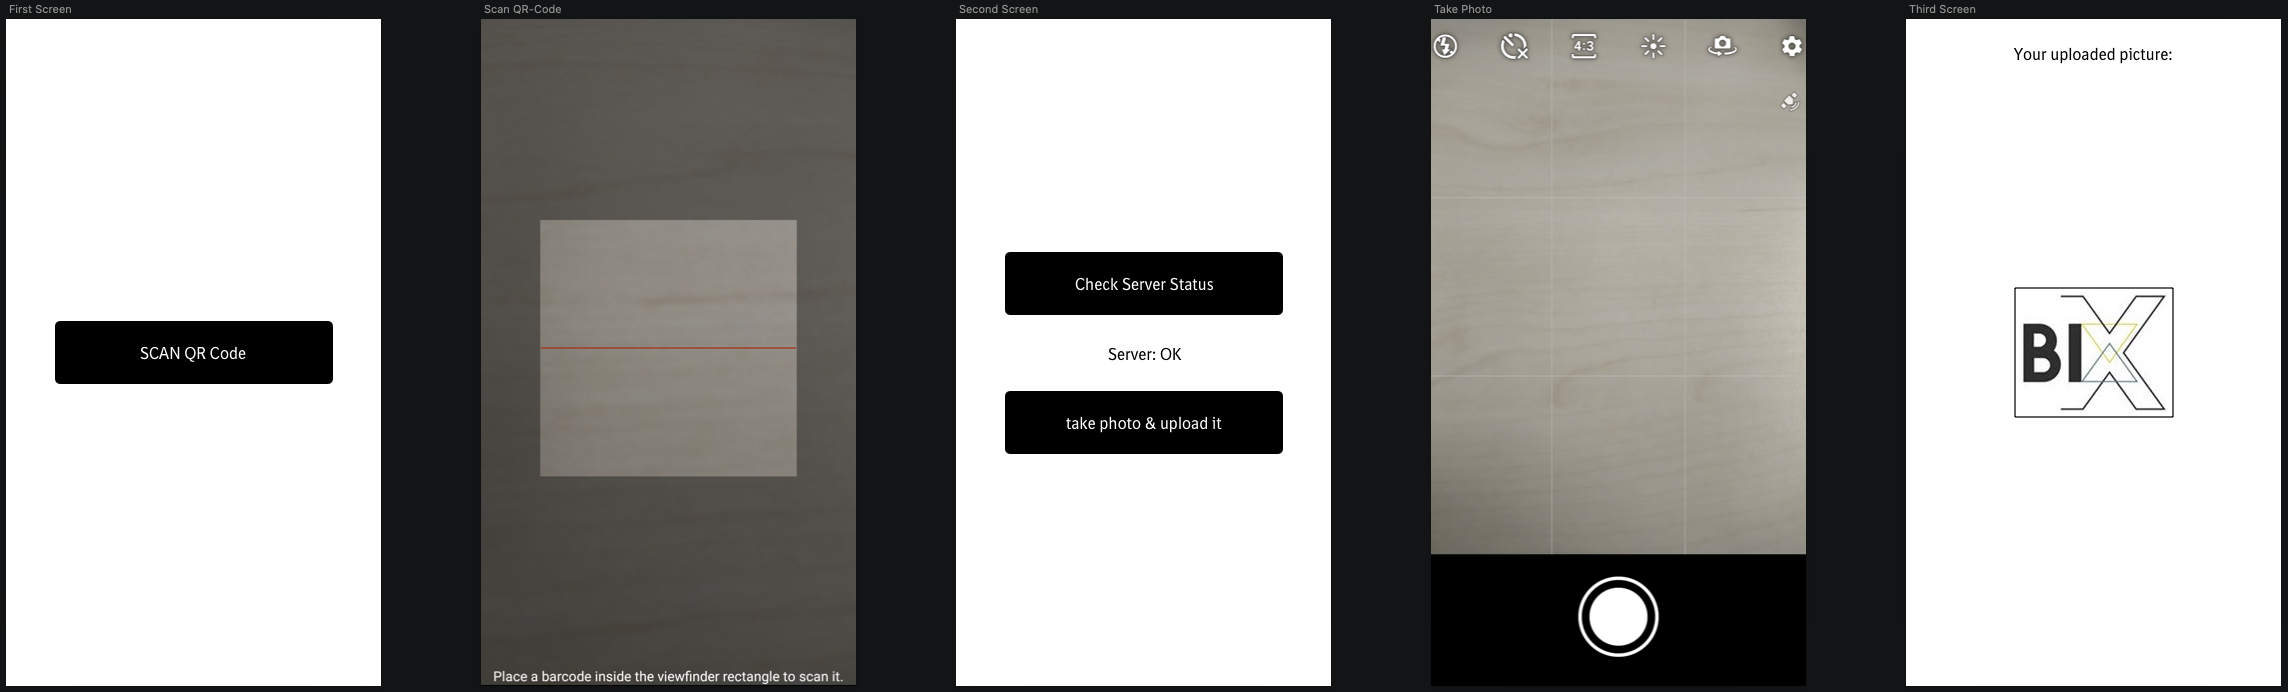 First Screen
SCAN QR Code
Scan QR-Code
Place a barcode inside the viewfinder rectangle to scan it.
Second Screen
Check Server Status
Server: OK
take photo & upload it
Take Photo
4:3
Third Screen
Your uploaded picture:
BIX